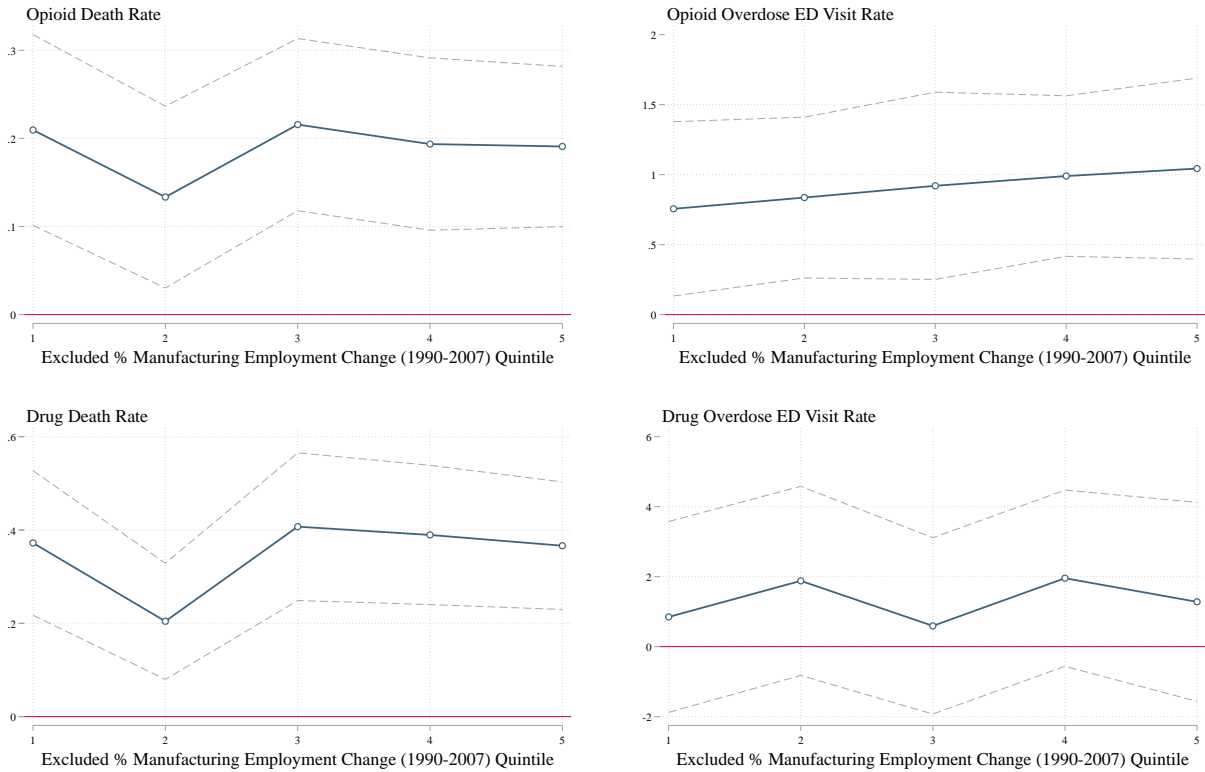 Opioid Death Rate
.3
.2
.1
0
1 2 3 4 5
Excluded % Manufacturing Employment Change (1990-2007) Quintile
Opioid Overdose ED Visit Rate
2
1.5
1
.5
0
1 2 3 4 5
Excluded % Manufacturing Employment Change (1990-2007) Quintile
Drug Death Rate
.6
.4
.2
0
1 2 3 4 5
Excluded % Manufacturing Employment Change (1990-2007) Quintile
Drug Overdose ED Visit Rate
6
4
2
0
-2
1 2 3 4 5
Excluded % Manufacturing Employment Change (1990-2007) Quintile